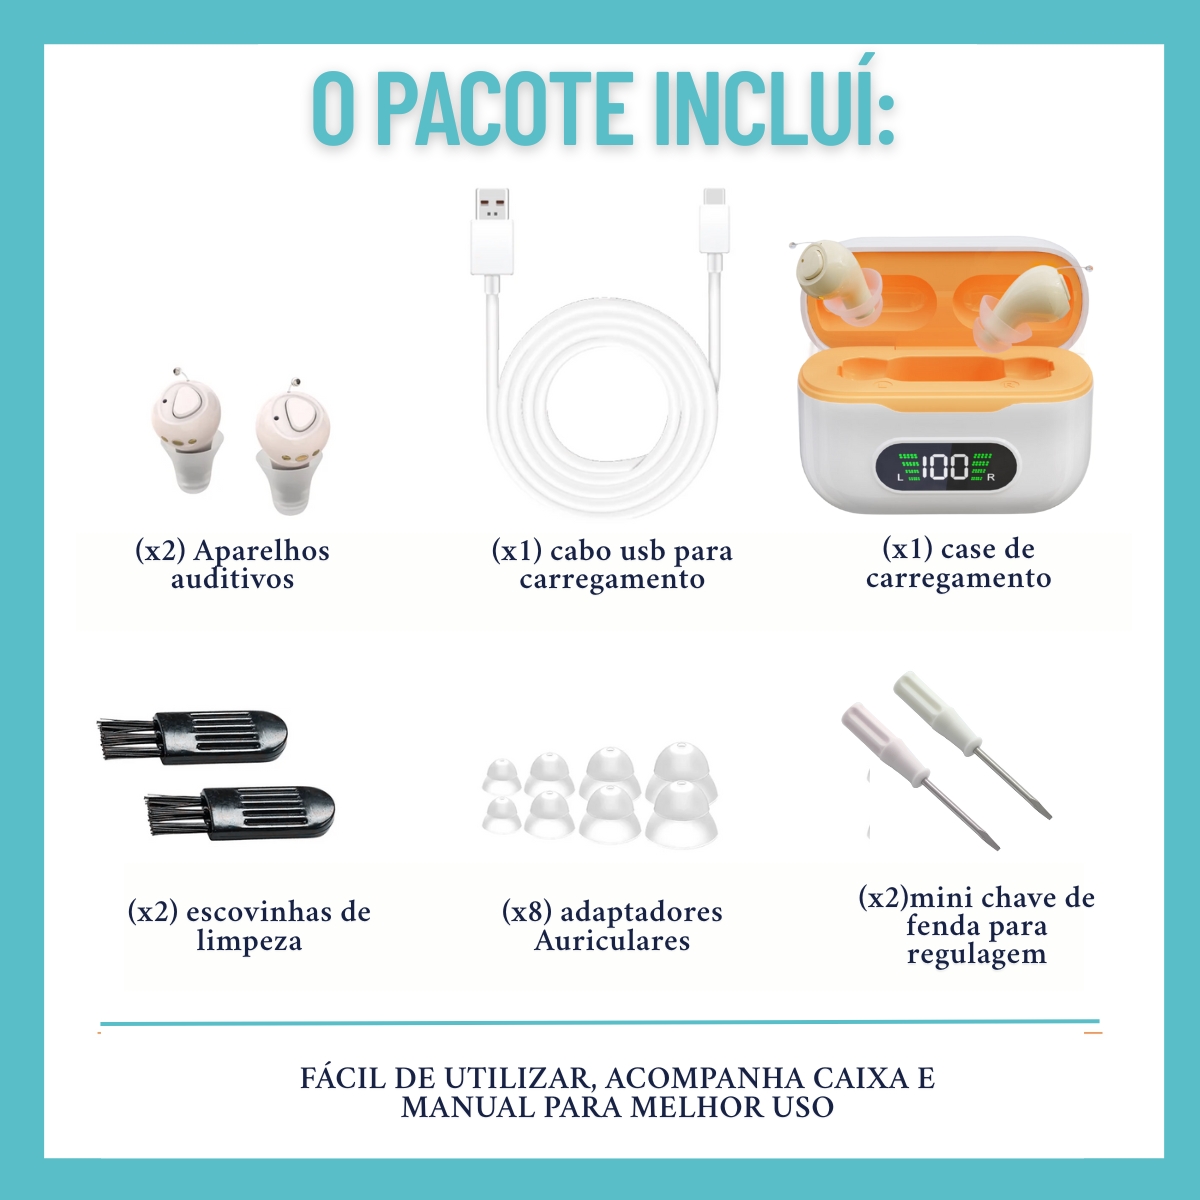 O PACOTE INCLUÍ:
L 100 R
(x2) Aparelhos
auditivos
(x1) cabo usb para
carregamento
(x1) case de
carregamento
(x2) escovinhas de
limpeza
(x8) adaptadores
Auriculares
(x2)mini chave de
fenda para
regulagem
FÁCIL DE UTILIZAR, ACOMPANHA CAIXA E
MANUAL PARA MELHOR USO